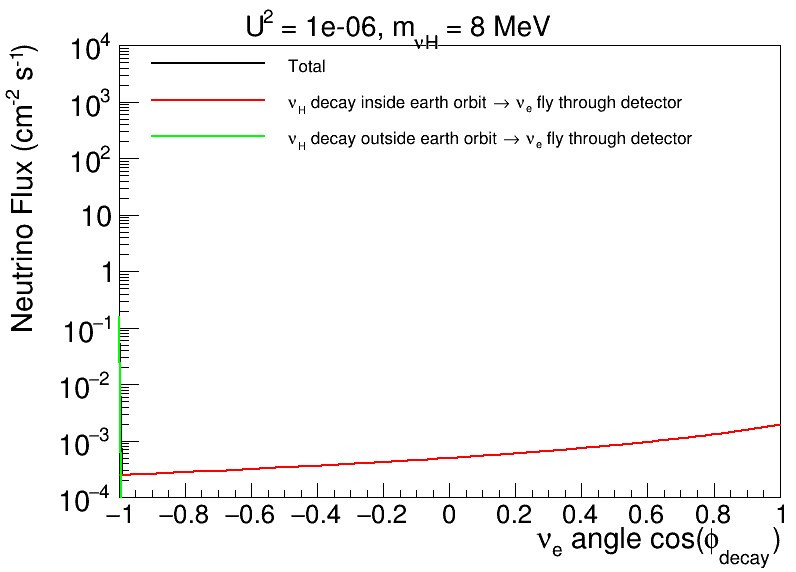 U² = 1e-06, m_νH = 8 MeV
Total
ν_H decay inside earth orbit → ν_e fly through detector
ν_H decay outside earth orbit → ν_e fly through detector
Neutrino Flux (cm⁻² s⁻¹)
10⁴
10³
10²
10
1
10⁻¹
10⁻²
10⁻³
10⁻⁴
−1 −0.8 −0.6 −0.4 −0.2 0 0.2 0.4 0.6 0.8 1
ν_e angle cos(ϕ_decay)